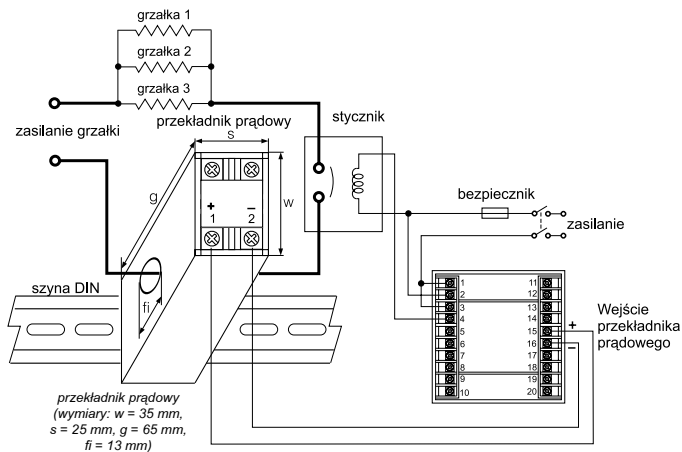 grzałka 1
grzałka 2
grzałka 3
zasilanie grzałki
przekładnik prądowy
s
stycznik
g
w
+
–
1
2
bezpiecznik
zasilanie
szyna DIN
fi
1
2
3
4
5
6
7
8
9
10
11
12
13
14
15
16
17
18
19
20
+
–
Wejście
przekładnika
prądowego
przekładnik prądowy
(wymiary: w = 35 mm,
s = 25 mm, g = 65 mm,
fi = 13 mm)